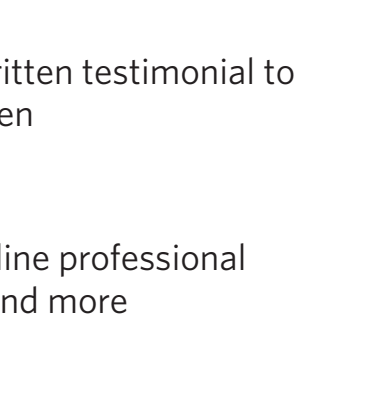 ritten testimonial to
en
line professional
nd more